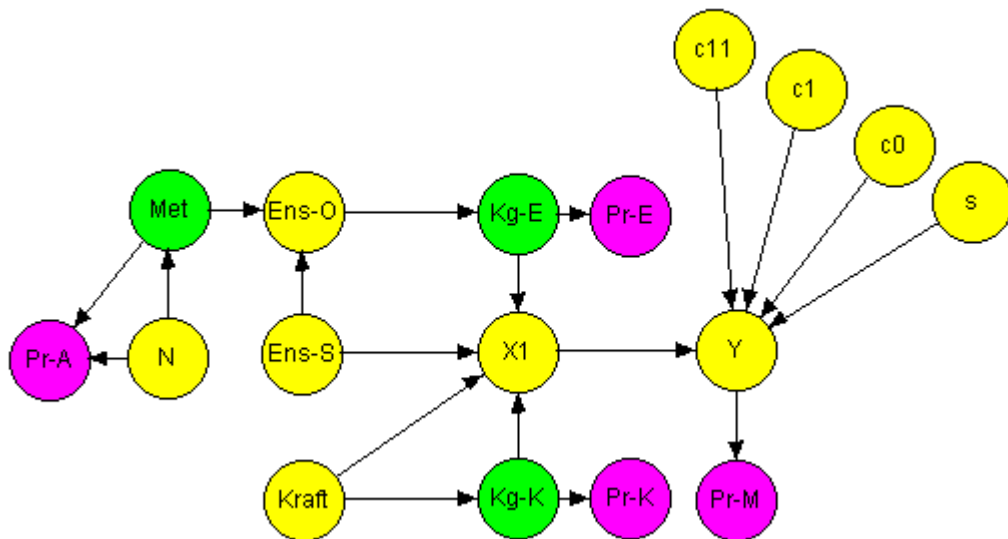 c11
c1
c0
s
Met
Ens-O
Kg-E
Pr-E
Pr-A
N
Ens-S
X1
Y
Kraft
Kg-K
Pr-K
Pr-M